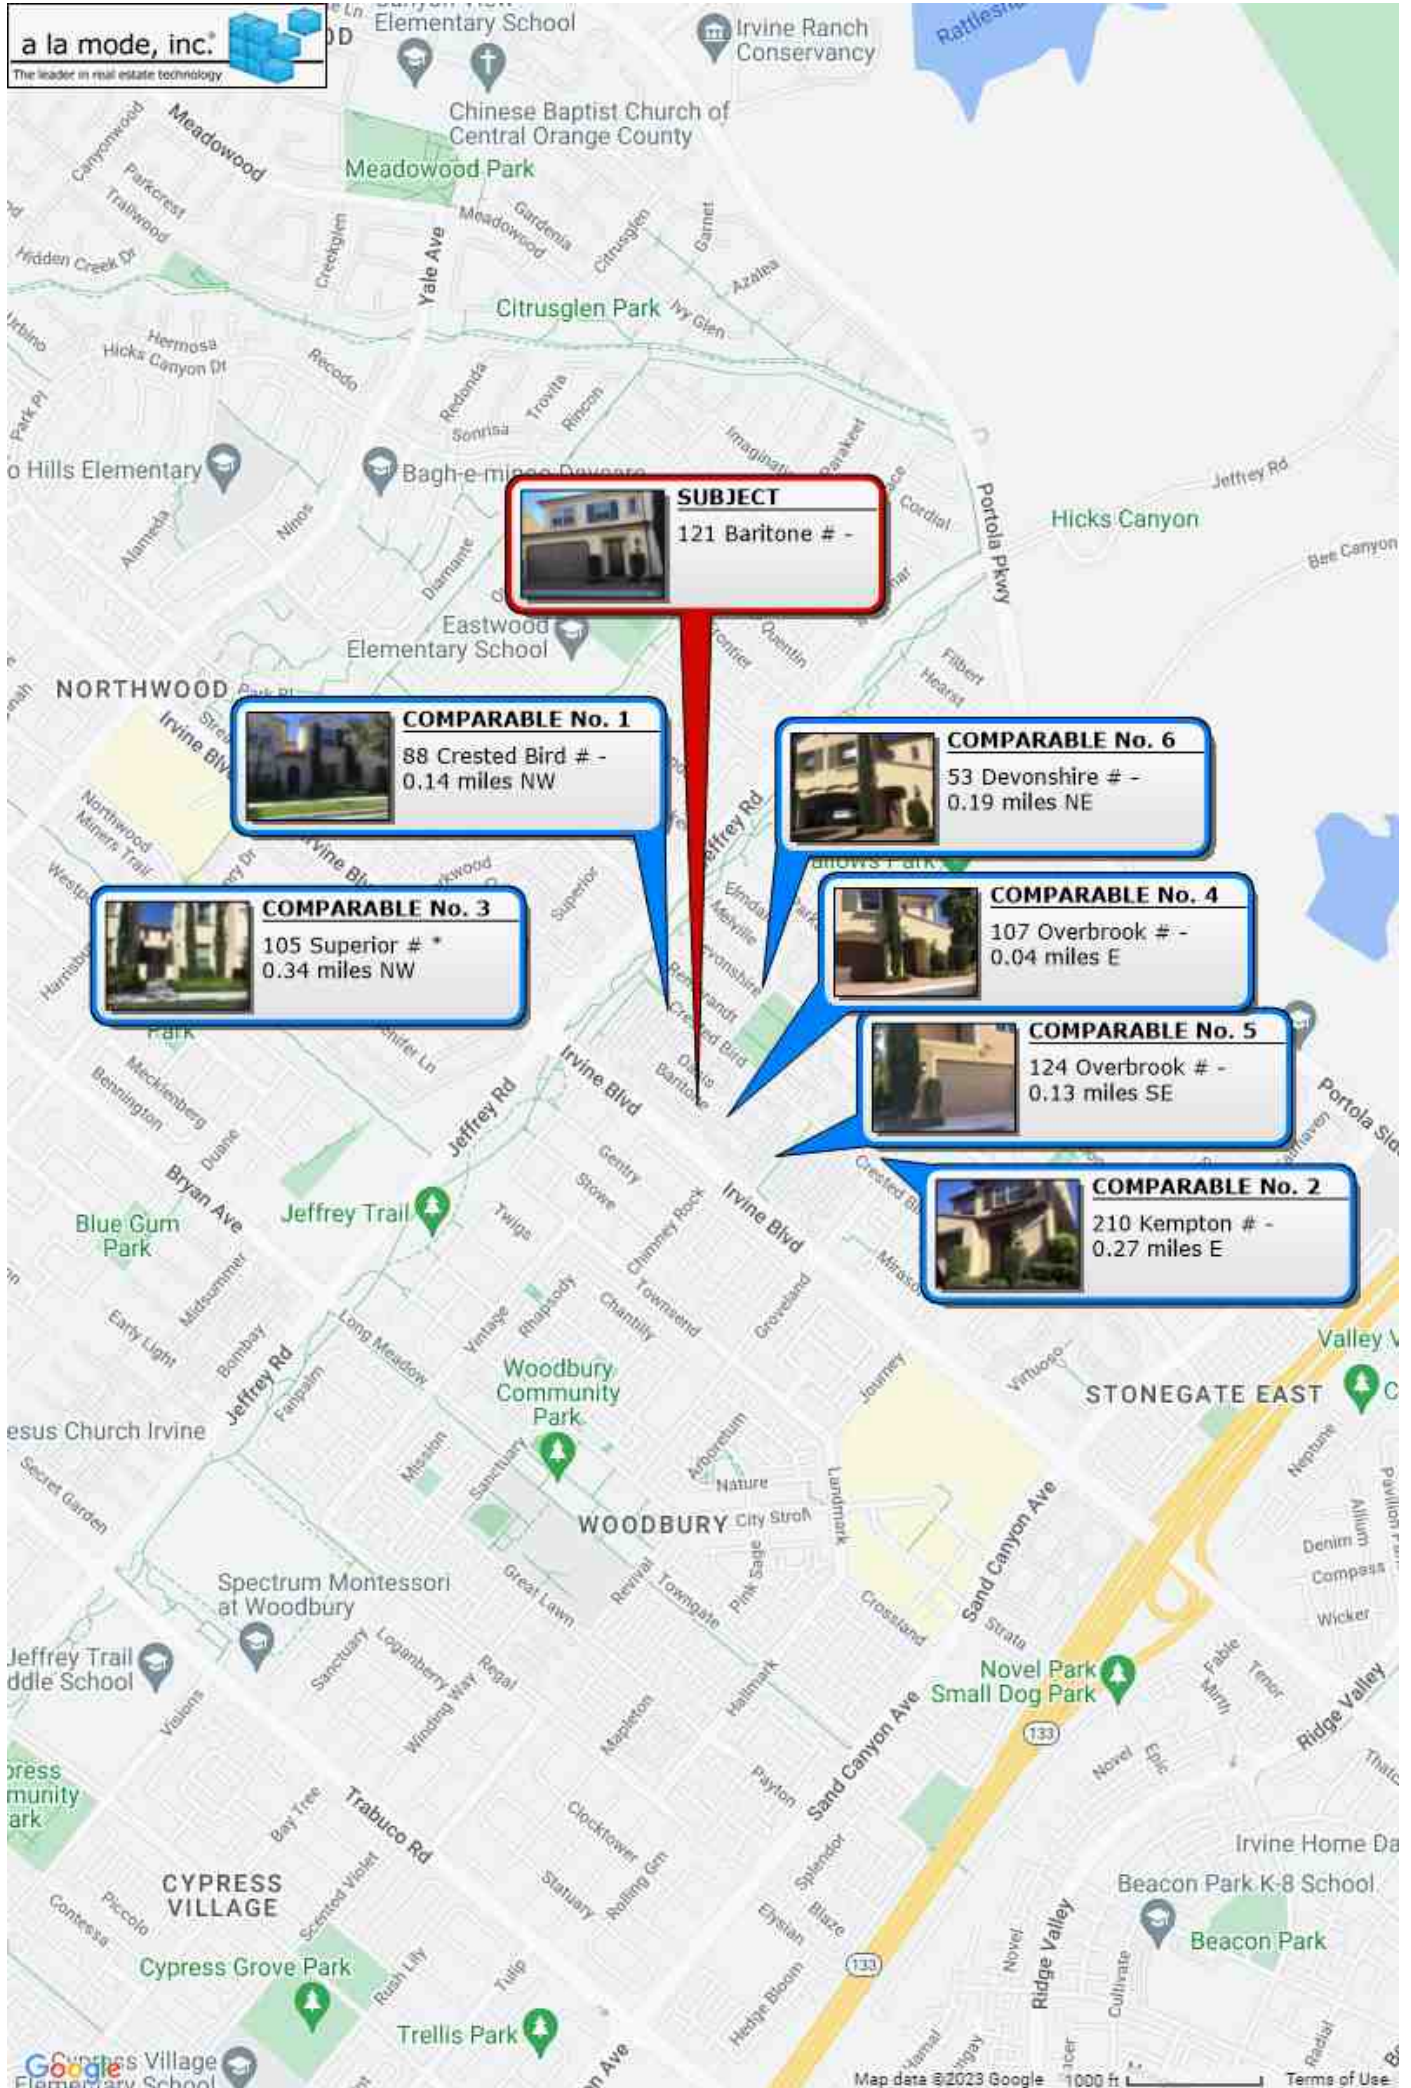 a la mode, inc.
The leader in real estate technology
Elementary School
Irvine Ranch
Conservancy
Chinese Baptist Church of
Central Orange County
Meadowood
Canyonwood
Meadowood Park
Parkcrest
Trailwood
Meadowood
Gardenia
Citrusglen
Garnet
Creekglen
Yale Ave
Hidden Creek Dr
Azalea
Citrusglen Park
Ivy Glen
Hermosa
Hicks Canyon Dr
Recodo
Park Pl
Redonda
Trovita
Rincon
Sonrisa
o Hills Elementary
Jeffrey Rd
Cordial
Portola Pkwy
Hicks Canyon
Bee Canyon
Alameda
Ninos
Diamante
SUBJECT
121 Baritone # -
Eastwood
Elementary School
Quentin
Filbert
Hearst
NORTHWOOD
Irvine Blv
COMPARABLE No. 1
88 Crested Bird # -
0.14 miles NW
COMPARABLE No. 6
53 Devonshire # -
0.19 miles NE
Northwood
Miners Trail
Superior
Melville
COMPARABLE No. 3
105 Superior # *
0.34 miles NW
COMPARABLE No. 4
107 Overbrook # -
0.04 miles E
Crested Bird
Baritone
COMPARABLE No. 5
124 Overbrook # -
0.13 miles SE
Park
Mecklenberg
Bennington
Duane
Irvine Blvd
Jeffrey Rd
Bryan Ave
Gentry
Stowe
Chimney Rock
Irvine Blvd
COMPARABLE No. 2
210 Kempton # -
0.27 miles E
Blue Gum
Park
Jeffrey Trail
Twigs
Midsummer
Early Light
Bombay
Jeffrey Rd
Fanpalm
Long Meadow
Vintage
Rhapsody
Chantilly
Townsend
Groveland
Woodbury
Community
Park
Journey
Virtuoso
STONEGATE EAST
Valley V
esus Church Irvine
Secret Garden
Mission
Sanctuary
Arboretum
Nature
Landmark
Neptune
WOODBURY
Sand Canyon Ave
Allium
Denim
Compass
Wicker
Spectrum Montessori
at Woodbury
Great Lawn
Revival
Towngate
Pink Sage
Crossland
Strata
Jeffrey Trail
ddle School
Sanctuary
Loganberry
Regal
Winding Way
Visions
Mapleton
Hallmark
Novel Park
Small Dog Park
133
Fable
Mirth
Tenor
Ridge Valley
Novel
Epic
Sand Canyon Ave
Payton
Bay Tree
Trabuco Rd
Clocktower
Statuary
Rolling Grn
Splendor
Blaze
Elysian
Irvine Home Da
Beacon Park K-8 School
Beacon Park
CYPRESS
VILLAGE
Piccolo
Contessa
Scented Violet
Cypress Grove Park
Rush Lily
Tulip
133
Hedge Bloom
Novel
Ridge Valley
Cultivate
Trellis Park
Radial
Google
Map data ©2023 Google
1000 ft
Terms of Use